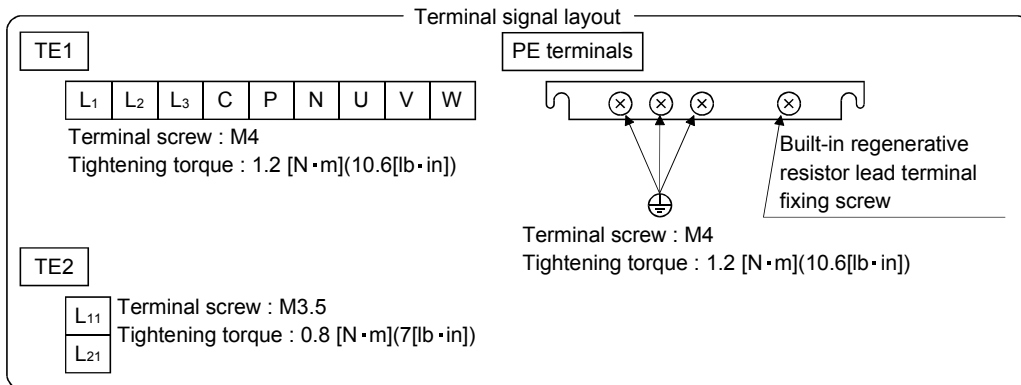 Terminal signal layout
TE1
L1 L2 L3 C P N U V W
Terminal screw : M4
Tightening torque : 1.2 [N･m](10.6[lb･in])
PE terminals
Built-in regenerative
resistor lead terminal
fixing screw
Terminal screw : M4
Tightening torque : 1.2 [N･m](10.6[lb･in])
TE2
L11
L21
Terminal screw : M3.5
Tightening torque : 0.8 [N･m](7[lb･in])